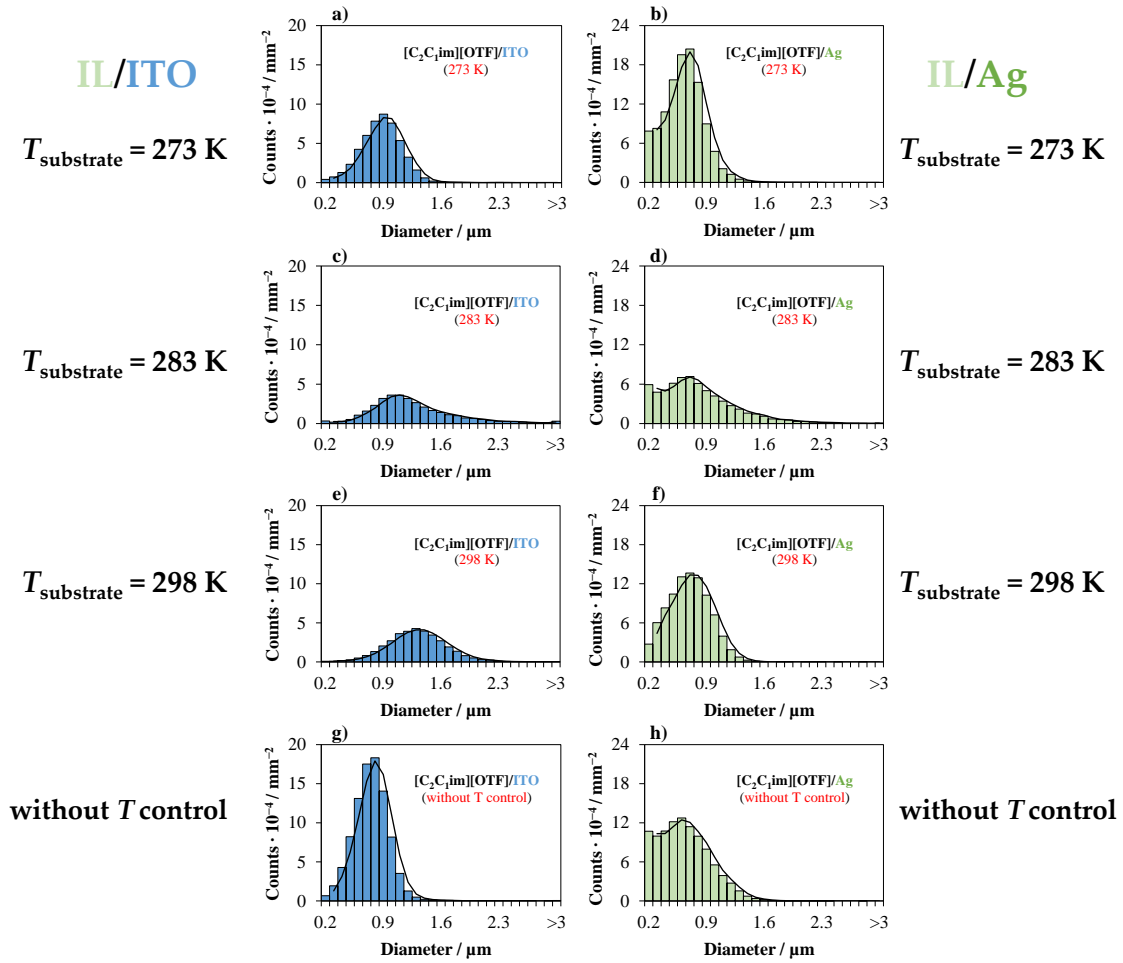 IL/ITO
IL/Ag
T substrate = 273 K
a)
Counts · 10⁻⁴ / mm⁻²
20
15
10
5
0
[C₂C₁im][OTF]/ITO
(273 K)
0.2 0.9 1.6 2.3 >3
Diameter / µm
b)
Counts · 10⁻⁴ / mm⁻²
24
18
12
6
0
[C₂C₁im][OTF]/Ag
(273 K)
0.2 0.9 1.6 2.3 >3
Diameter / µm
T substrate = 273 K
T substrate = 283 K
c)
Counts · 10⁻⁴ / mm⁻²
20
15
10
5
0
[C₂C₁im][OTF]/ITO
(283 K)
0.2 0.9 1.6 2.3 >3
Diameter / µm
d)
Counts · 10⁻⁴ / mm⁻²
24
18
12
6
0
[C₂C₁im][OTF]/Ag
(283 K)
0.2 0.9 1.6 2.3 >3
Diameter / µm
T substrate = 283 K
T substrate = 298 K
e)
Counts · 10⁻⁴ / mm⁻²
20
15
10
5
0
[C₂C₁im][OTF]/ITO
(298 K)
0.2 0.9 1.6 2.3 >3
Diameter / µm
f)
Counts · 10⁻⁴ / mm⁻²
24
18
12
6
0
[C₂C₁im][OTF]/Ag
(298 K)
0.2 0.9 1.6 2.3 >3
Diameter / µm
T substrate = 298 K
without T control
g)
Counts · 10⁻⁴ / mm⁻²
20
15
10
5
0
[C₂C₁im][OTF]/ITO
(without T control)
0.2 0.9 1.6 2.3 >3
Diameter / µm
h)
Counts · 10⁻⁴ / mm⁻²
24
18
12
6
0
[C₂C₁im][OTF]/Ag
(without T control)
0.2 0.9 1.6 2.3 >3
Diameter / µm
without T control